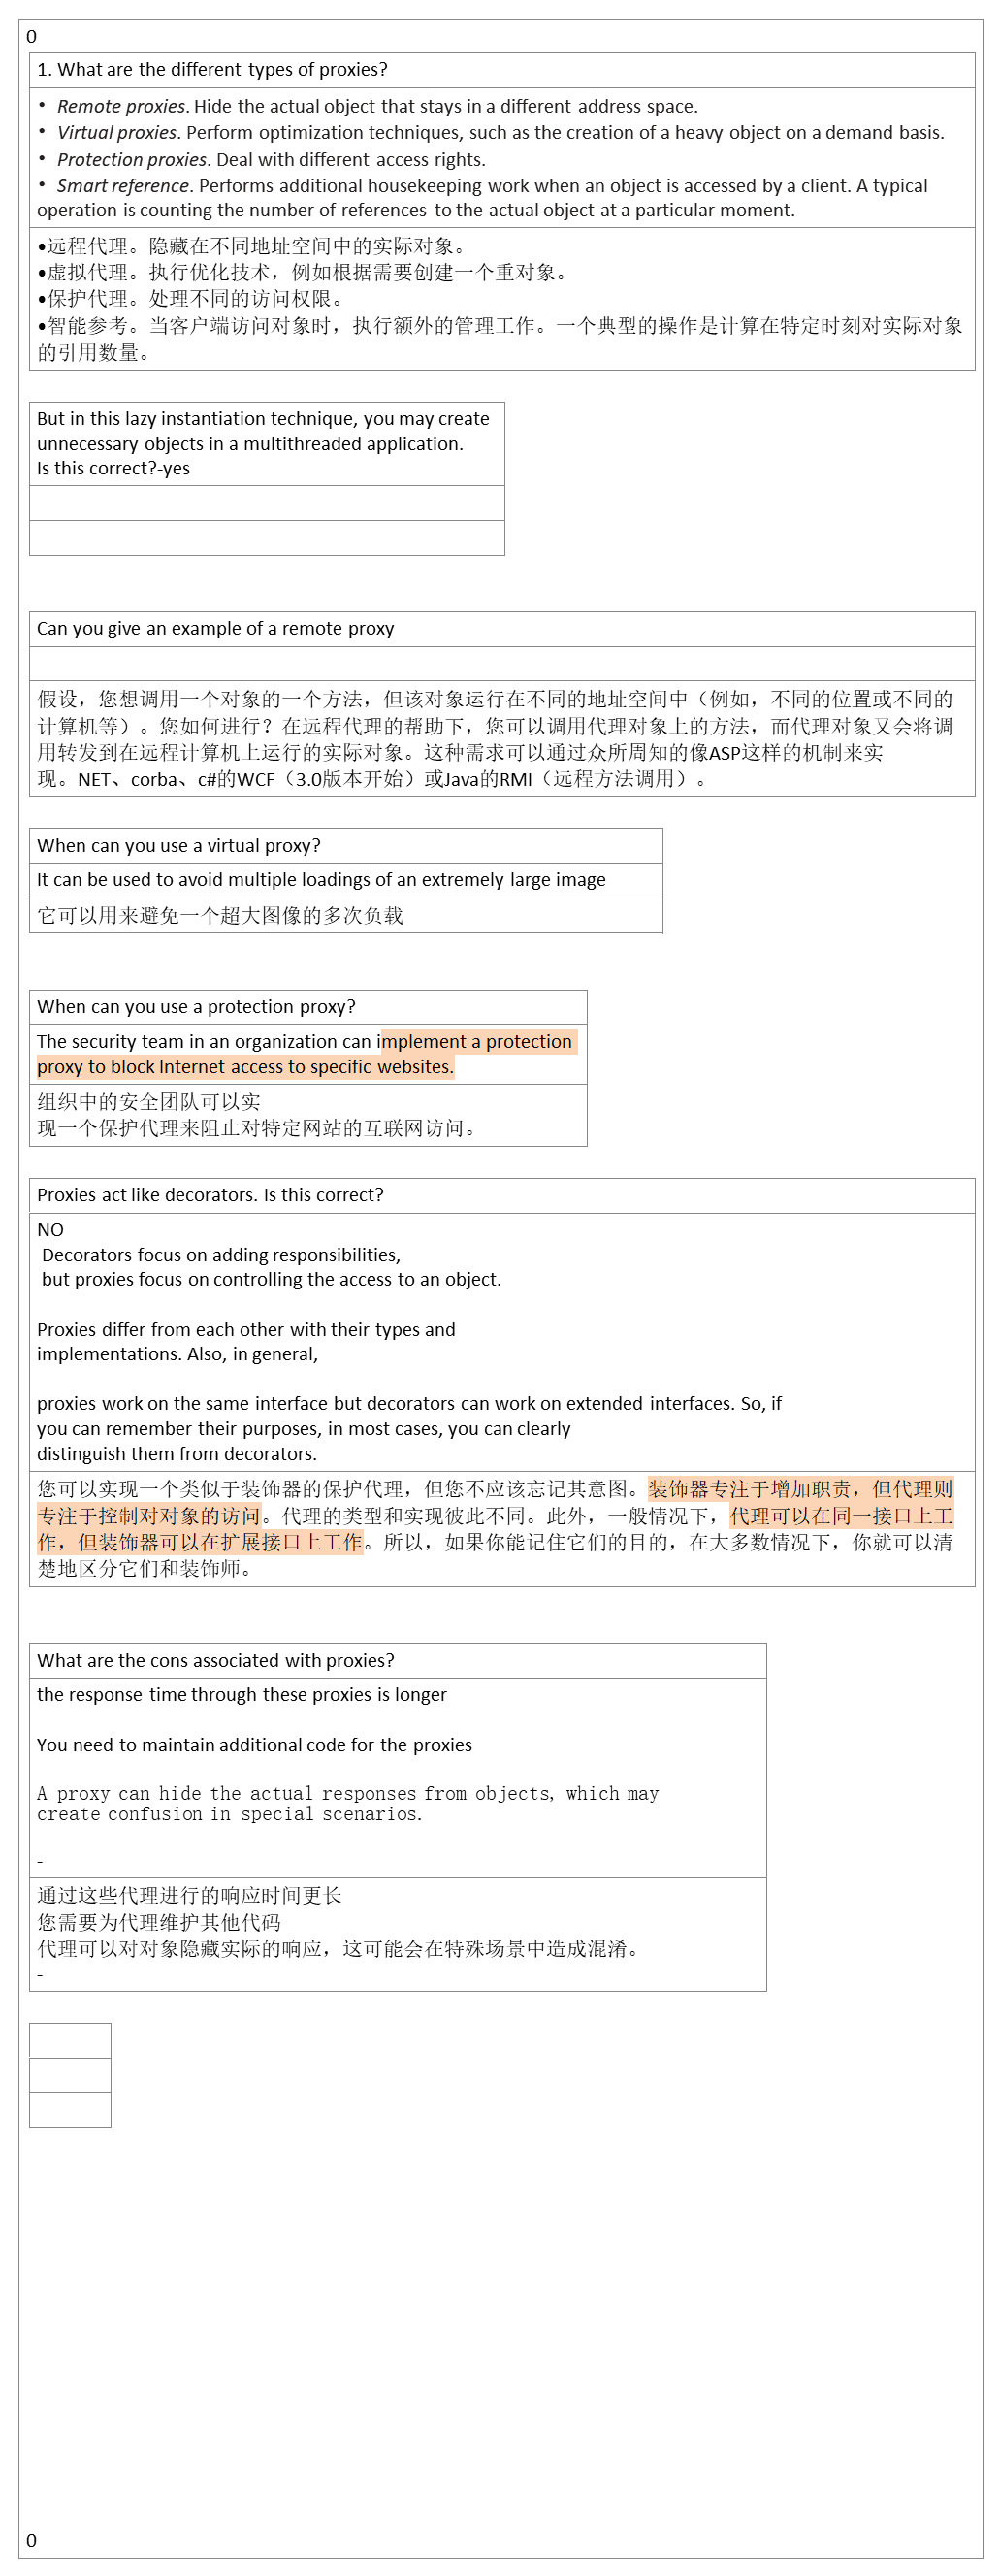 0
1. What are the different types of proxies?
• Remote proxies. Hide the actual object that stays in a different address space.
• Virtual proxies. Perform optimization techniques, such as the creation of a heavy object on a demand basis.
• Protection proxies. Deal with different access rights.
• Smart reference. Performs additional housekeeping work when an object is accessed by a client. A typical
operation is counting the number of references to the actual object at a particular moment.
•远程代理。隐藏在不同地址空间中的实际对象。
•虚拟代理。执行优化技术，例如根据需要创建一个重对象。
•保护代理。处理不同的访问权限。
•智能参考。当客户端访问对象时，执行额外的管理工作。一个典型的操作是计算在特定时刻对实际对象
的引用数量。
But in this lazy instantiation technique, you may create
unnecessary objects in a multithreaded application.
Is this correct?-yes
Can you give an example of a remote proxy
假设，您想调用一个对象的一个方法，但该对象运行在不同的地址空间中（例如，不同的位置或不同的
计算机等）。您如何进行？在远程代理的帮助下，您可以调用代理对象上的方法，而代理对象又会将调
用转发到在远程计算机上运行的实际对象。这种需求可以通过众所周知的像ASP这样的机制来实
现。NET、corba、c#的WCF（3.0版本开始）或Java的RMI（远程方法调用）。
When can you use a virtual proxy?
It can be used to avoid multiple loadings of an extremely large image
它可以用来避免一个超大图像的多次负载
When can you use a protection proxy?
The security team in an organization can implement a protection
proxy to block Internet access to specific websites.
组织中的安全团队可以实
现一个保护代理来阻止对特定网站的互联网访问。
Proxies act like decorators. Is this correct?
NO
Decorators focus on adding responsibilities,
but proxies focus on controlling the access to an object.
Proxies differ from each other with their types and
implementations. Also, in general,
proxies work on the same interface but decorators can work on extended interfaces. So, if
you can remember their purposes, in most cases, you can clearly
distinguish them from decorators.
您可以实现一个类似于装饰器的保护代理，但您不应该忘记其意图。装饰器专注于增加职责，但代理则
专注于控制对对象的访问。代理的类型和实现彼此不同。此外，一般情况下，代理可以在同一接口上工
作，但装饰器可以在扩展接口上工作。所以，如果你能记住它们的目的，在大多数情况下，你就可以清
楚地区分它们和装饰师。
What are the cons associated with proxies?
the response time through these proxies is longer
You need to maintain additional code for the proxies
A proxy can hide the actual responses from objects, which may
create confusion in special scenarios.
-
通过这些代理进行的响应时间更长
您需要为代理维护其他代码
代理可以对对象隐藏实际的响应，这可能会在特殊场景中造成混淆。
-
0